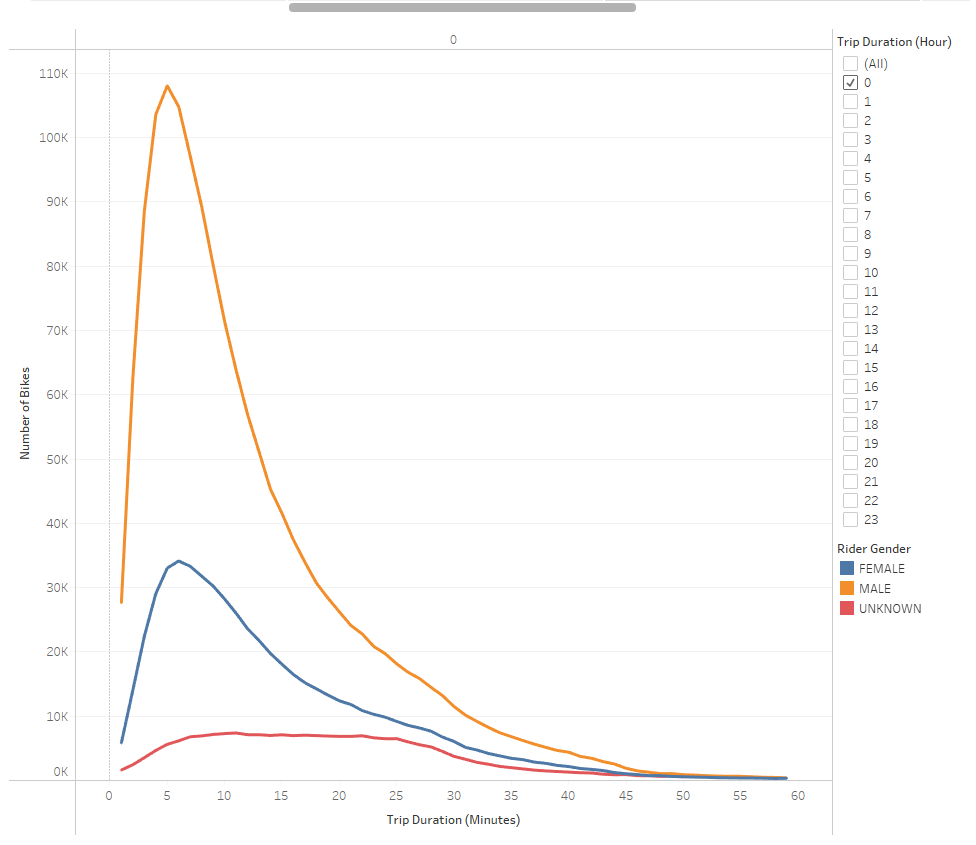 0
110K
100K
90K
80K
70K
60K
50K
40K
30K
20K
10K
0K
Number of Bikes
0 5 10 15 20 25 30 35 40 45 50 55 60
Trip Duration (Minutes)
Trip Duration (Hour)
(All)
0
1
2
3
4
5
6
7
8
9
10
11
12
13
14
15
16
17
18
19
20
21
22
23
Rider Gender
FEMALE
MALE
UNKNOWN